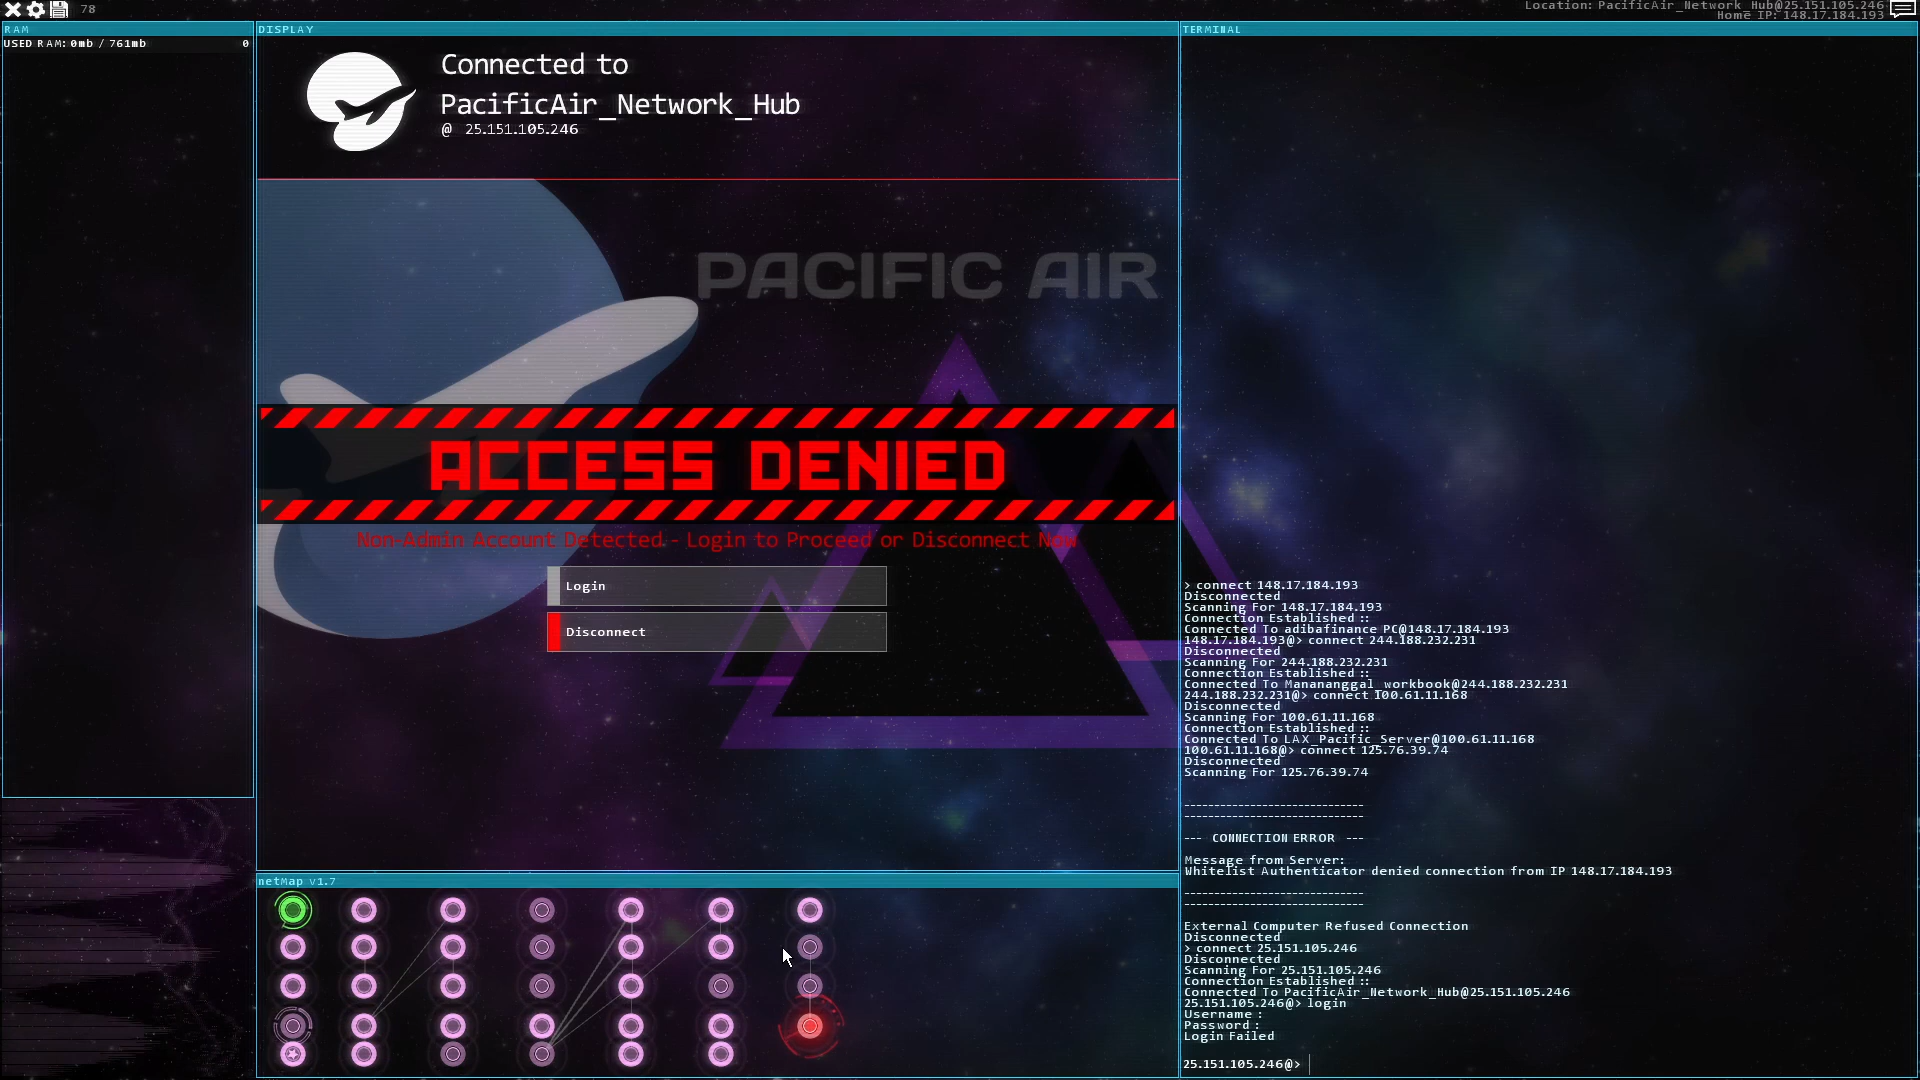 78
Location: PacificAir_Network_Hub@25.151.105.246
Home IP: 148.17.184.193
RAM
USED RAM: 0mb / 761mb
0
DISPLAY
Connected to
PacificAir_Network_Hub
@ 25.151.105.246
PACIFIC AIR
ACCESS DENIED
Non-Admin Account Detected - Login to Proceed or Disconnect Now
Login
Disconnect
netMap v1.7
TERMINAL
> connect 148.17.184.193
Disconnected
Scanning For 148.17.184.193
Connection Established ::
Connected To adibafinance PC@148.17.184.193
148.17.184.193@> connect 244.188.232.231
Disconnected
Scanning For 244.188.232.231
Connection Established ::
Connected To Manananggal_workbook@244.188.232.231
244.188.232.231@> connect 100.61.11.168
Disconnected
Scanning For 100.61.11.168
Connection Established ::
Connected To LAX_Pacific_Server@100.61.11.168
100.61.11.168@> connect 125.76.39.74
Disconnected
Scanning For 125.76.39.74
------------------------------
------------------------------
--- CONNECTION ERROR ---
Message from Server:
Whitelist Authenticator denied connection from IP 148.17.184.193
------------------------------
------------------------------
External Computer Refused Connection
Disconnected
> connect 25.151.105.246
Disconnected
Scanning For 25.151.105.246
Connection Established ::
Connected To PacificAir_Network_Hub@25.151.105.246
25.151.105.246@> login
Username :
Password :
Login Failed
25.151.105.246@>